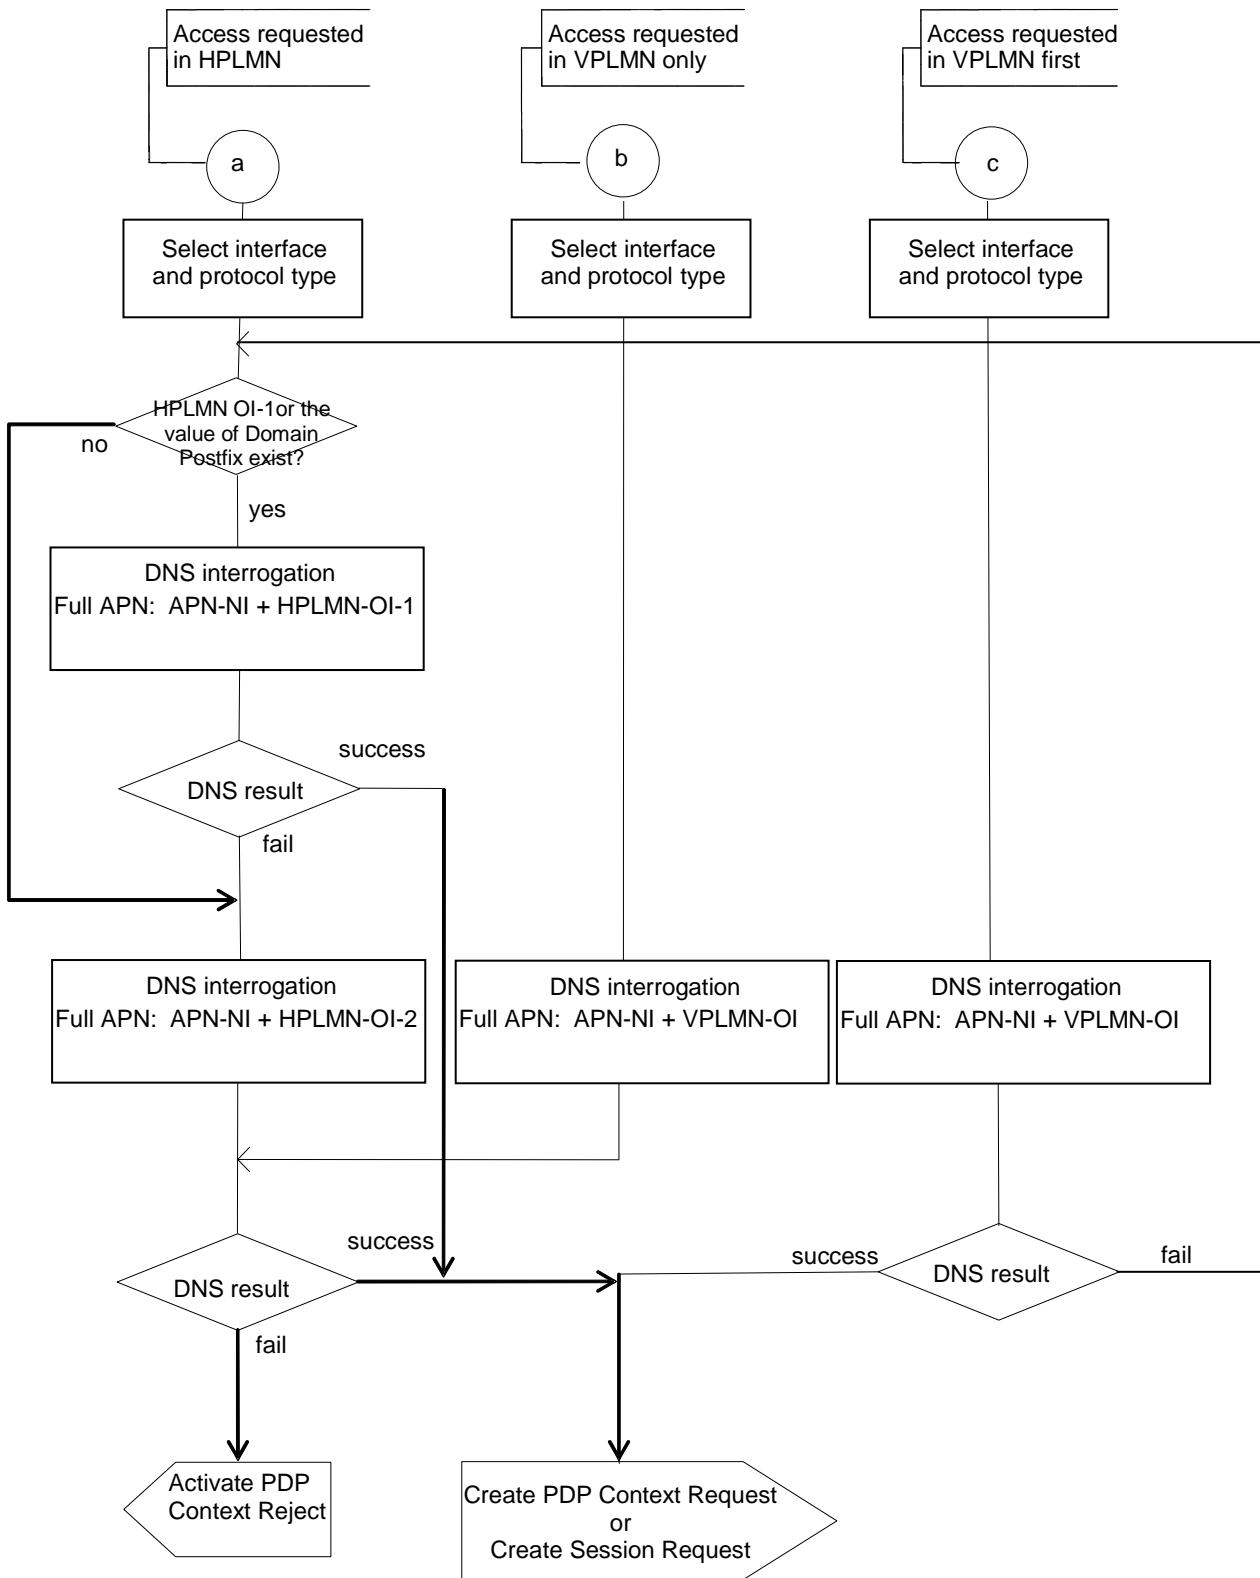 Access requested
in HPLMN
Access requested
in VPLMN only
Access requested
in VPLMN first
a
b
c
Select interface
and protocol type
Select interface
and protocol type
Select interface
and protocol type
HPLMN OI-1or the
value of Domain
Postfix exist?
no
yes
DNS interrogation
Full APN: APN-NI + HPLMN-OI-1
success
DNS result
fail
DNS interrogation
Full APN: APN-NI + HPLMN-OI-2
DNS interrogation
Full APN: APN-NI + VPLMN-OI
DNS interrogation
Full APN: APN-NI + VPLMN-OI
success
DNS result
fail
success
DNS result
fail
Activate PDP
Context Reject
Create PDP Context Request
or
Create Session Request